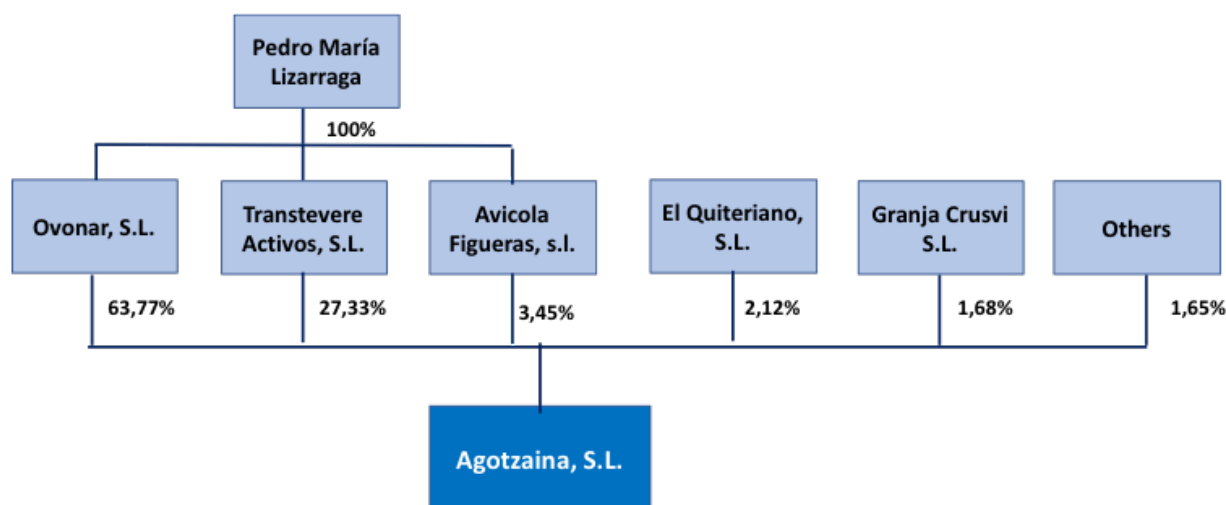 Pedro María
Lizarraga
100%
Ovonar, S.L.
Transtevere
Activos, S.L.
Avicola
Figueras, s.l.
El Quiteriano,
S.L.
Granja Crusvi
S.L.
Others
63,77%
27,33%
3,45%
2,12%
1,68%
1,65%
Agotzaina, S.L.